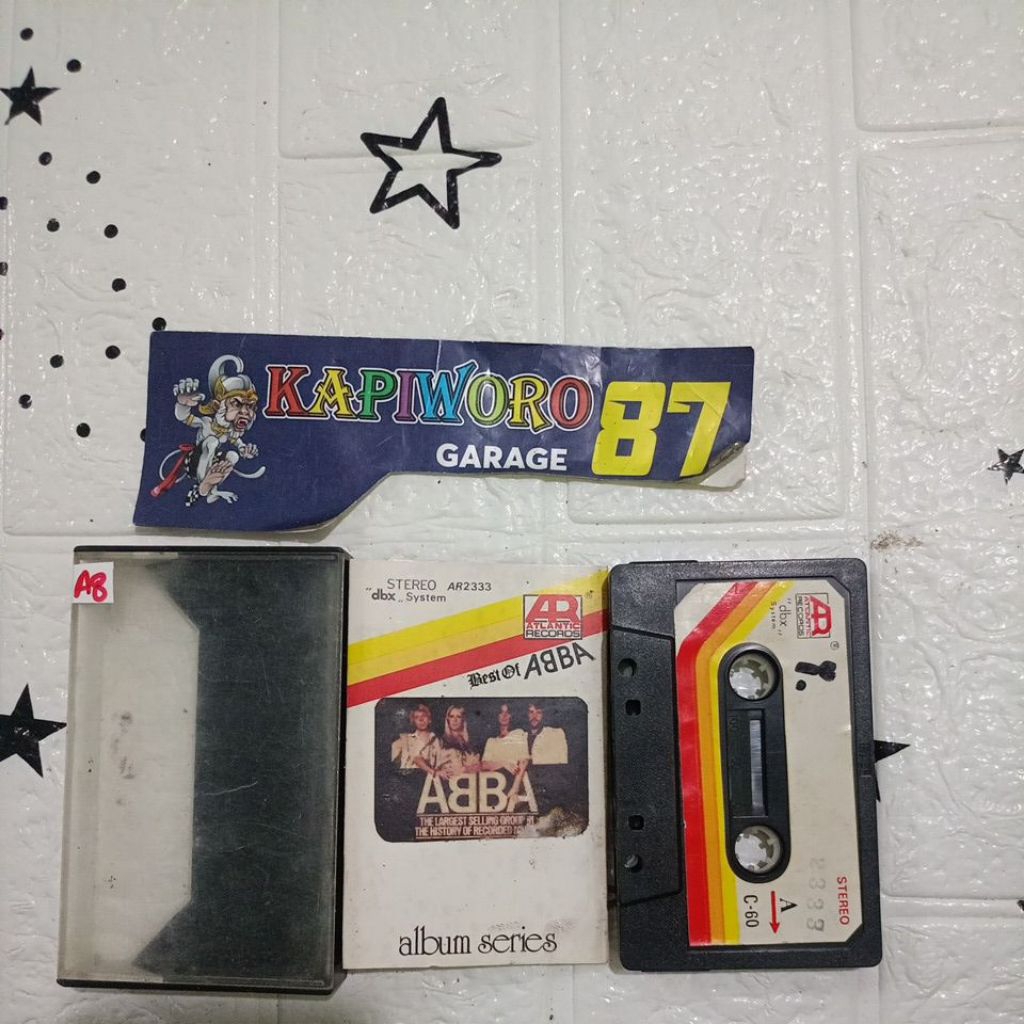 KAPIWORO 87
GARAGE
A8
STEREO AR2333
"dbx„ System
AR
ATLANTIC
RECORDS
Best Of ABBA
ABBA
THE LARGEST SELLING GROUP IN
THE HISTORY OF RECORDED
album series
AR
ATLANTIC
RECORDS
"dbx„
System
STEREO
2333
A
C-60